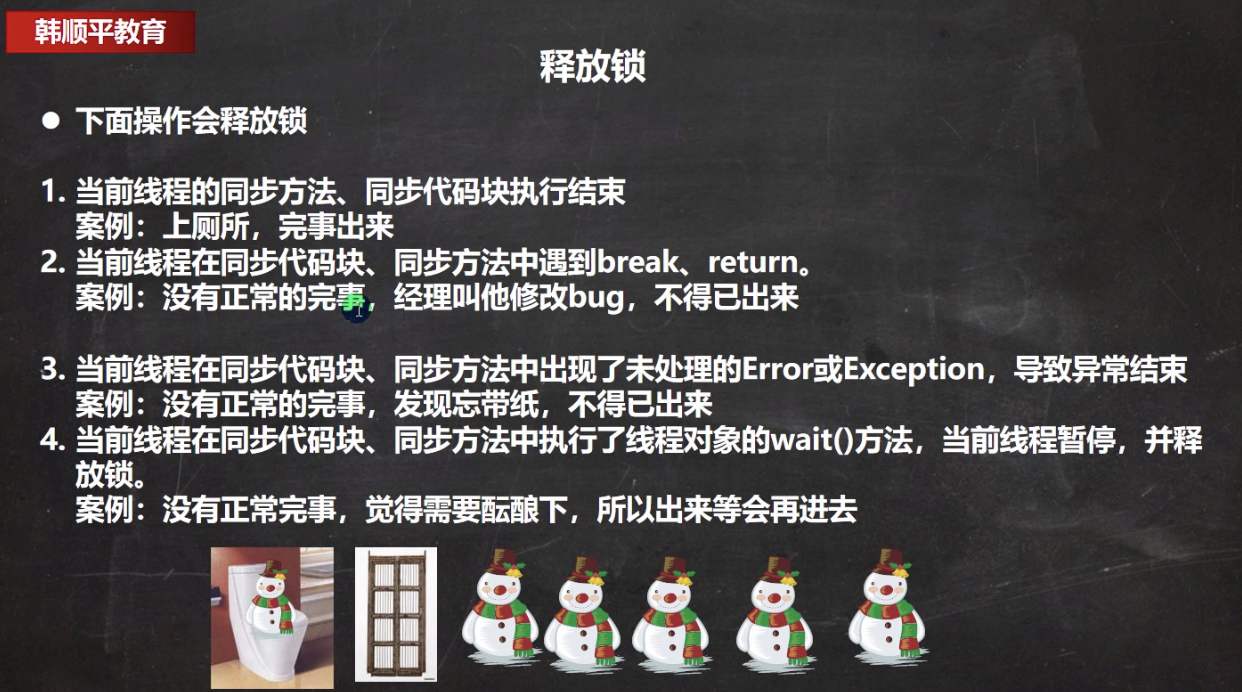 韩顺平教育
释放锁
● 下面操作会释放锁
1. 当前线程的同步方法、同步代码块执行结束
案例：上厕所，完事出来
2. 当前线程在同步代码块、同步方法中遇到break、return。
案例：没有正常的完事，经理叫他修改bug，不得已出来
3. 当前线程在同步代码块、同步方法中出现了未处理的Error或Exception，导致异常结束
案例：没有正常的完事，发现忘带纸，不得已出来
4. 当前线程在同步代码块、同步方法中执行了线程对象的wait()方法，当前线程暂停，并释
放锁。
案例：没有正常完事，觉得需要酝酿下，所以出来等会再进去